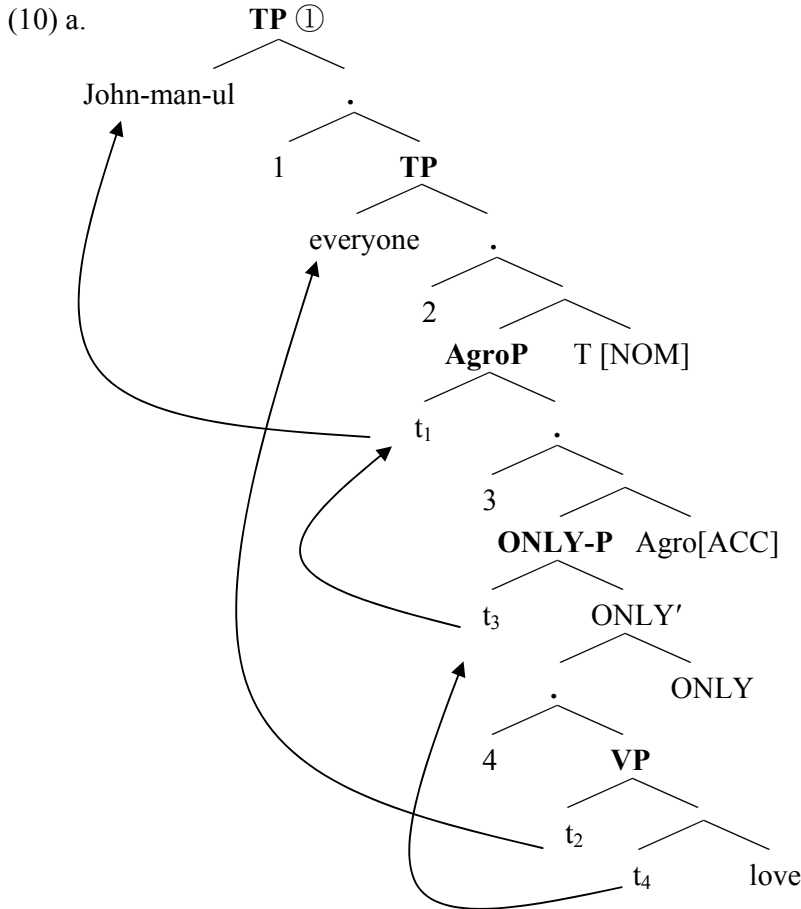 (10) a. TP ①
John-man-ul .
1 TP
everyone .
2
AgroP T [NOM]
t₁ .
3
ONLY-P Agro[ACC]
t₃ ONLY′
. ONLY
4 VP
t₂
t₄ love